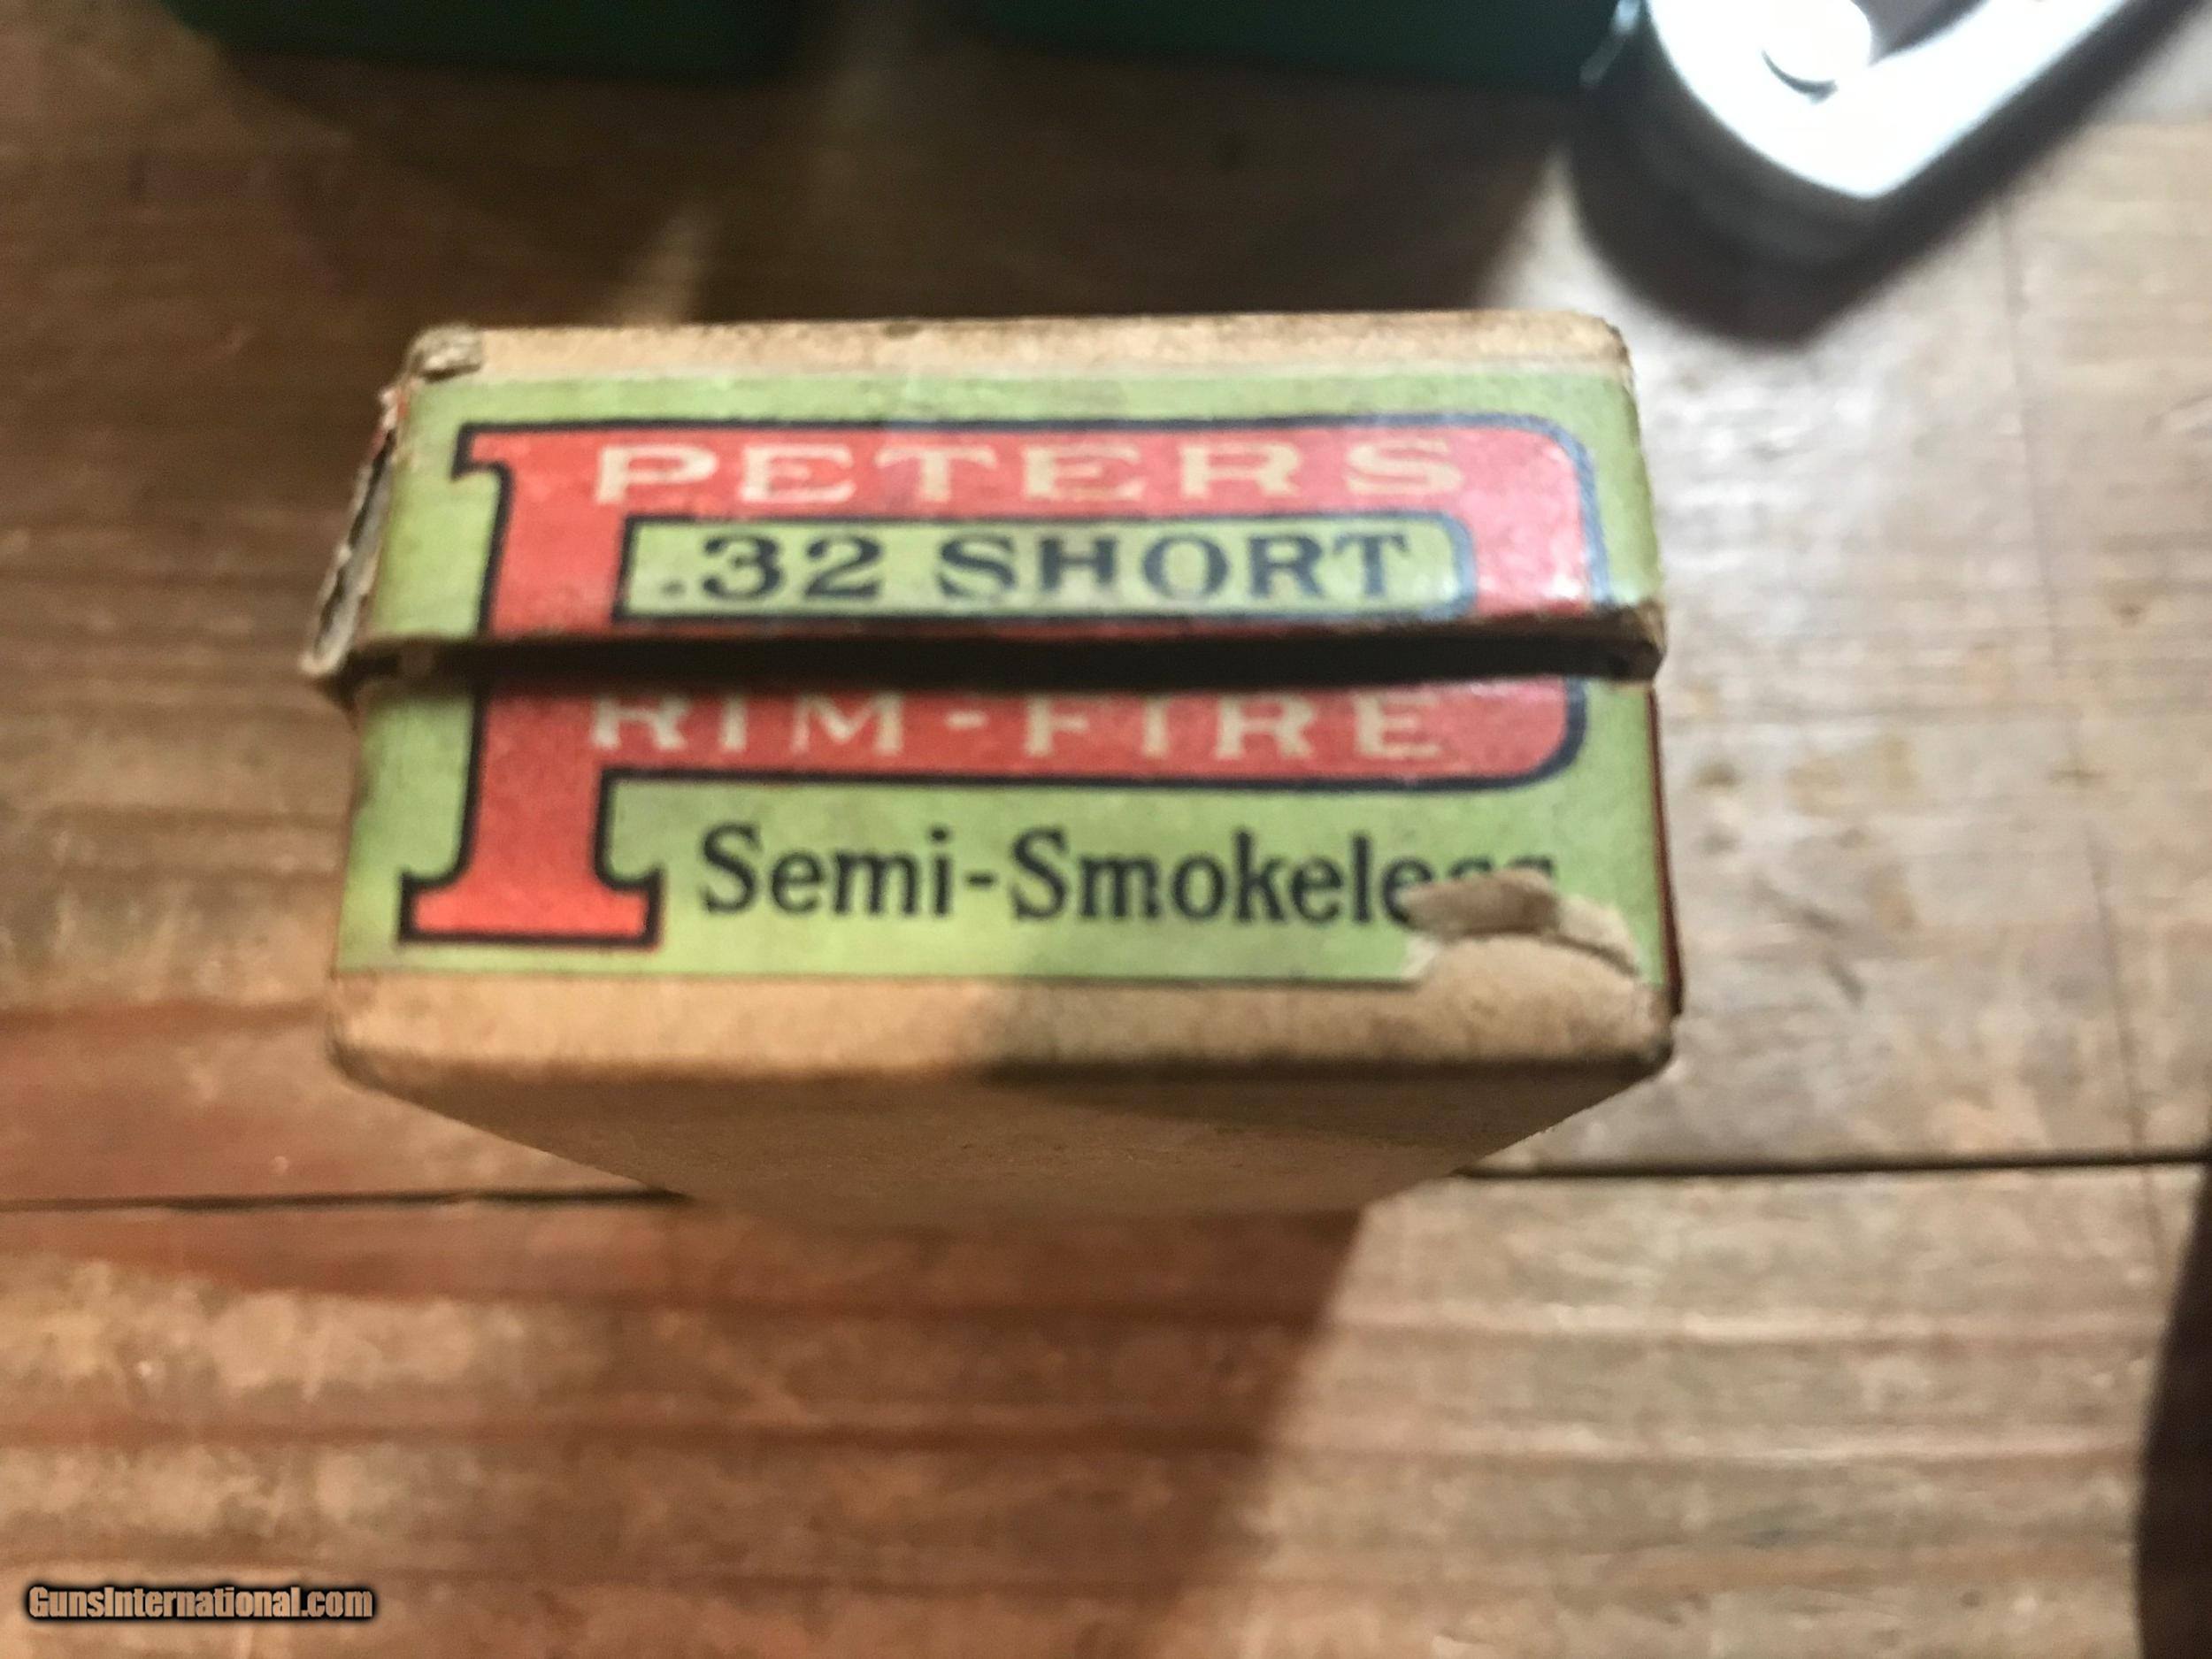 PETERS
.32 SHORT
RIM-FIRE
Semi-Smokeless
GunsInternational.com